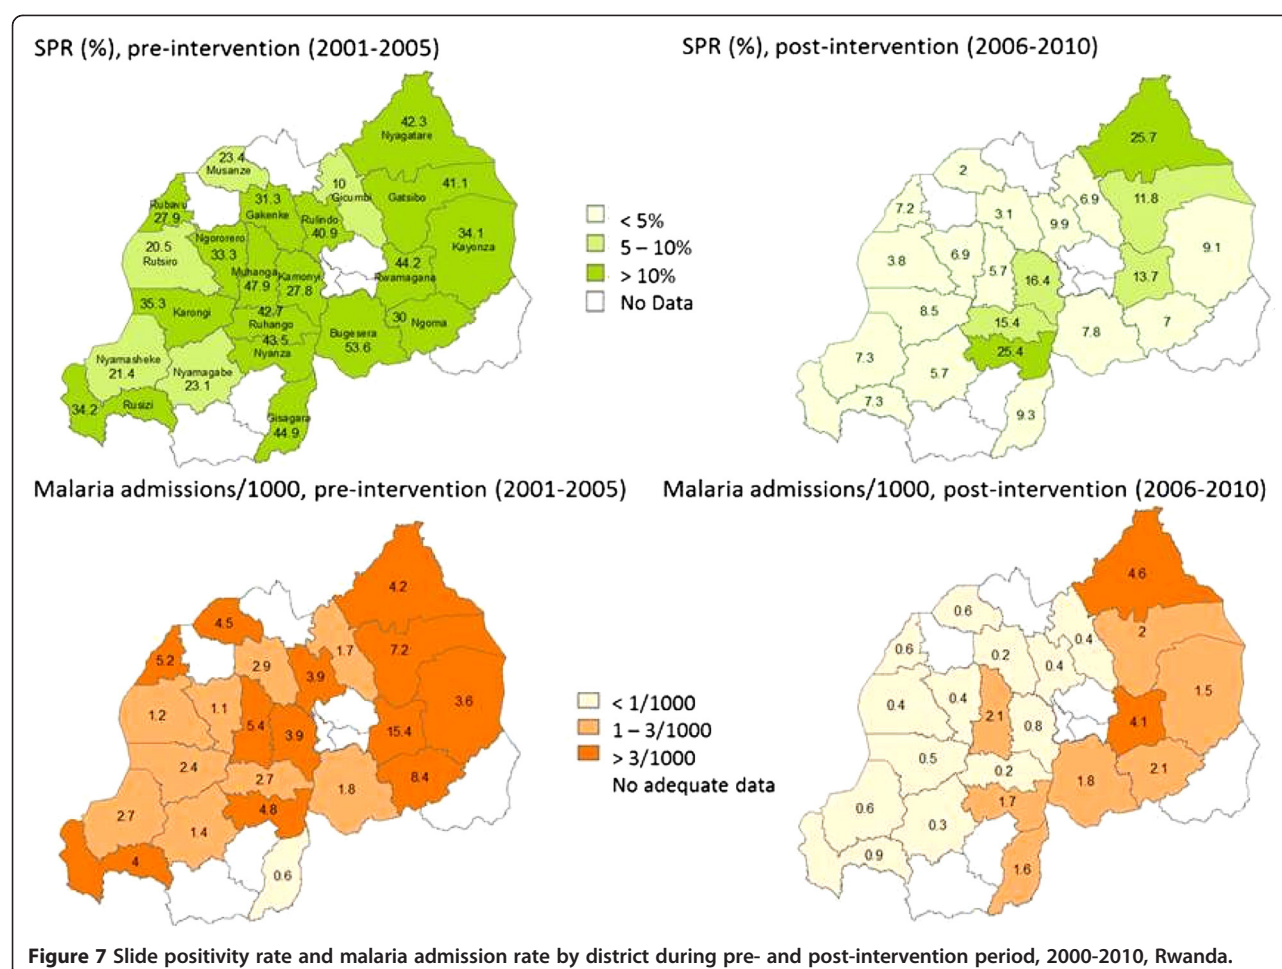 SPR (%), pre-intervention (2001-2005)
42.3
Nyagatare
23.4
Musanze
10
Gicumbi
41.1
Gatsibo
31.3
Gakenke
Rubavu
27.9
Rulindo
40.9
34.1
Kayonza
20.5
Rutsiro
Ngororero
33.3
Muhanga
47.9
Kamonyi
27.8
44.2
Rwamagana
35.3
Karongi
42.7
Ruhango
30
Ngoma
43.5
Nyanza
Bugesera
53.6
Nyamasheke
21.4
Nyamagabe
23.1
34.2
Rusizi
Gisagara
44.9
< 5%
5 – 10%
> 10%
No Data
SPR (%), post-intervention (2006-2010)
25.7
2
7.2
3.1
6.9
11.8
9.9
9.1
3.8
6.9
5.7
16.4
13.7
8.5
15.4
7.8
7
7.3
5.7
25.4
7.3
9.3
Malaria admissions/1000, pre-intervention (2001-2005)
4.2
4.5
5.2
2.9
1.7
7.2
3.9
3.6
1.2
1.1
5.4
3.9
15.4
2.4
2.7
1.8
8.4
2.7
1.4
4.8
4
0.6
< 1/1000
1 – 3/1000
> 3/1000
No adequate data
Malaria admissions/1000, post-intervention (2006-2010)
4.6
0.6
0.6
0.2
0.4
2
0.4
1.5
0.4
0.4
2.1
0.8
4.1
0.5
0.2
1.8
2.1
0.6
0.3
1.7
0.9
1.6
Figure 7 Slide positivity rate and malaria admission rate by district during pre- and post-intervention period, 2000-2010, Rwanda.